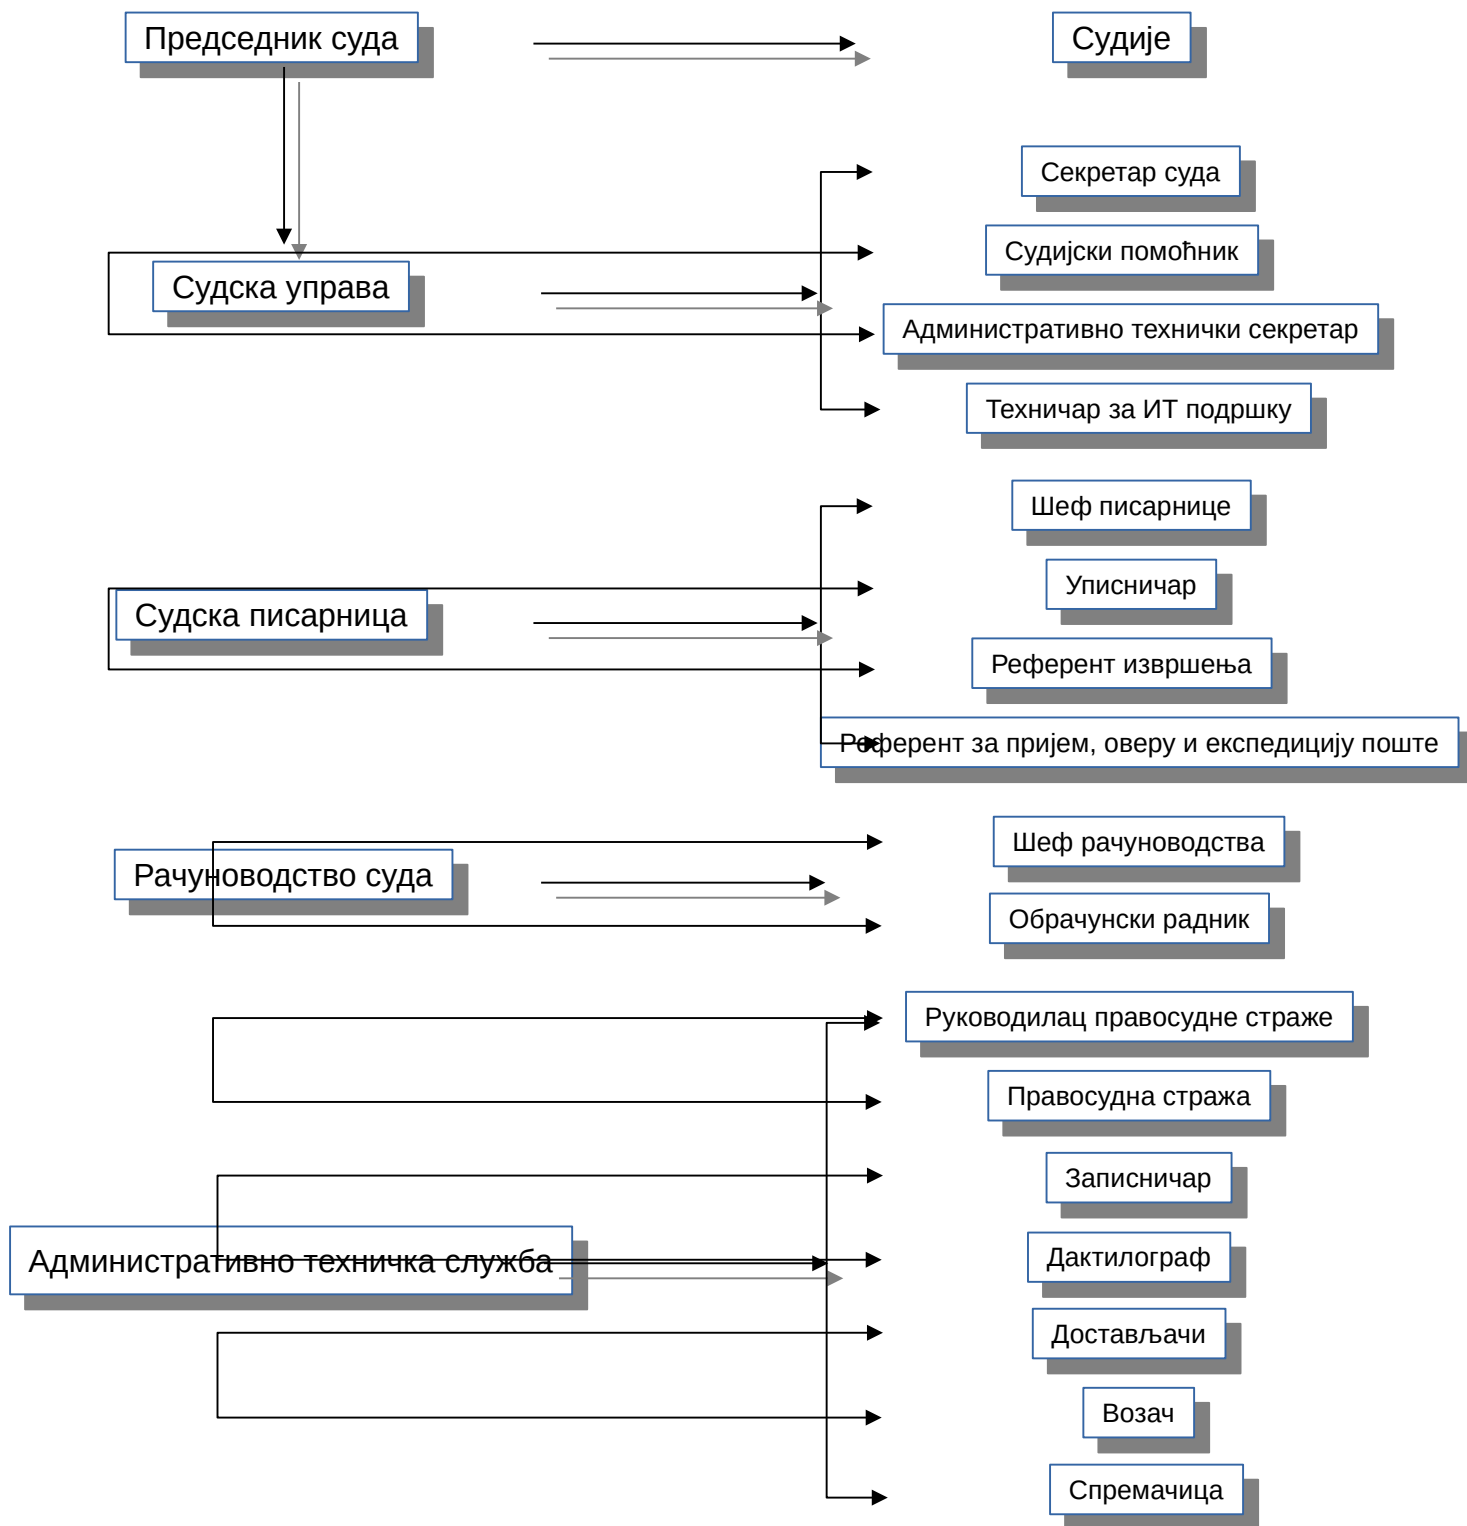 Председник суда
Судије
Секретар суда
Судијски помоћник
Судска управа
Административно технички секретар
Техничар за ИТ подршку
Шеф писарнице
Уписничар
Судска писарница
Референт извршења
Референт за пријем, оверу и експедицију поште
Шеф рачуноводства
Рачуноводство суда
Обрачунски радник
Руководилац правосудне страже
Правосудна стража
Записничар
Административно техничка служба
Дактилограф
Достављачи
Возач
Спремачица